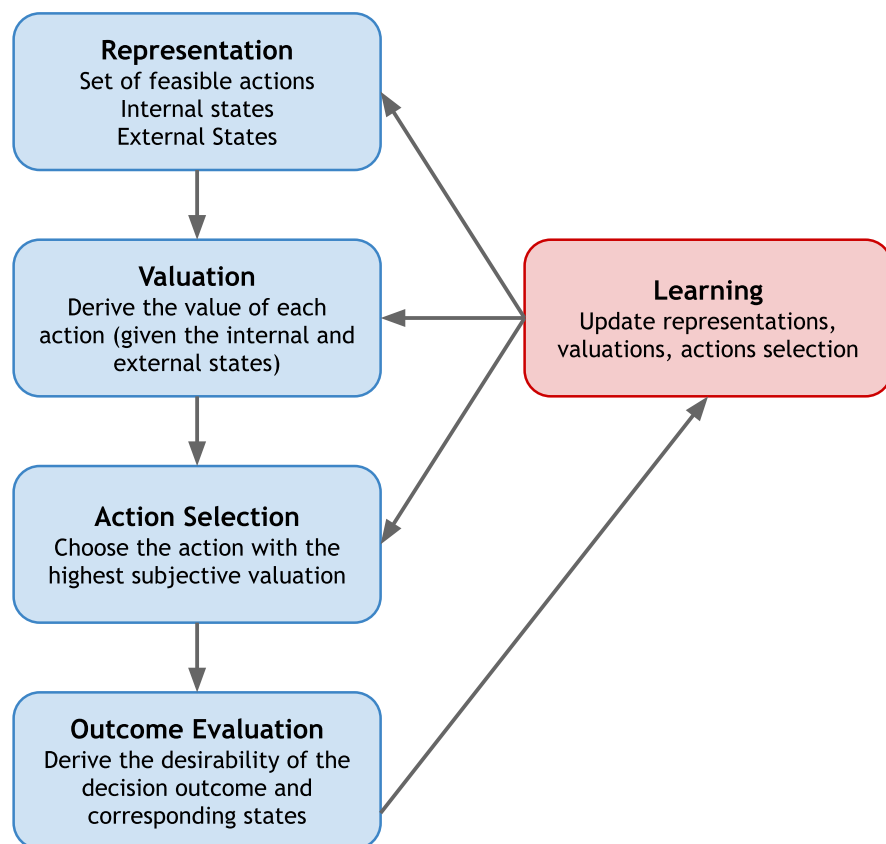 Representation
Set of feasible actions
Internal states
External States
Valuation
Derive the value of each
action (given the internal and
external states)
Learning
Update representations,
valuations, actions selection
Action Selection
Choose the action with the
highest subjective valuation
Outcome Evaluation
Derive the desirability of the
decision outcome and
corresponding states